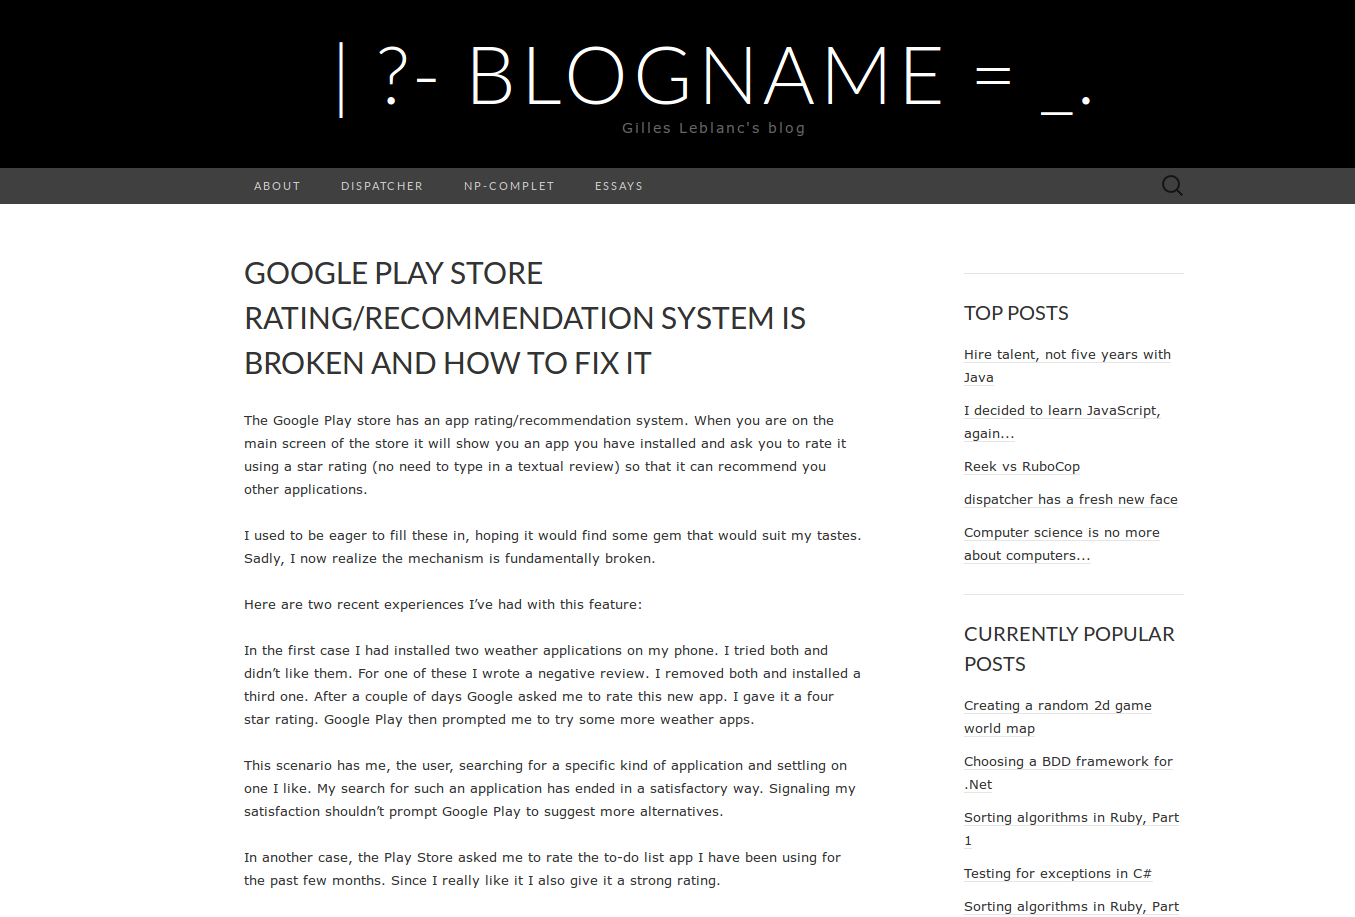 | ?- BLOGNAME = _.
Gilles Leblanc's blog
ABOUT DISPATCHER NP-COMPLET ESSAYS
GOOGLE PLAY STORE
RATING/RECOMMENDATION SYSTEM IS
BROKEN AND HOW TO FIX IT
The Google Play store has an app rating/recommendation system. When you are on the
main screen of the store it will show you an app you have installed and ask you to rate it
using a star rating (no need to type in a textual review) so that it can recommend you
other applications.
I used to be eager to fill these in, hoping it would find some gem that would suit my tastes.
Sadly, I now realize the mechanism is fundamentally broken.
Here are two recent experiences I’ve had with this feature:
In the first case I had installed two weather applications on my phone. I tried both and
didn’t like them. For one of these I wrote a negative review. I removed both and installed a
third one. After a couple of days Google asked me to rate this new app. I gave it a four
star rating. Google Play then prompted me to try some more weather apps.
This scenario has me, the user, searching for a specific kind of application and settling on
one I like. My search for such an application has ended in a satisfactory way. Signaling my
satisfaction shouldn’t prompt Google Play to suggest more alternatives.
In another case, the Play Store asked me to rate the to-do list app I have been using for
the past few months. Since I really like it I also give it a strong rating.
TOP POSTS
Hire talent, not five years with
Java
I decided to learn JavaScript,
again…
Reek vs RuboCop
dispatcher has a fresh new face
Computer science is no more
about computers…
CURRENTLY POPULAR
POSTS
Creating a random 2d game
world map
Choosing a BDD framework for
.Net
Sorting algorithms in Ruby, Part
1
Testing for exceptions in C#
Sorting algorithms in Ruby, Part